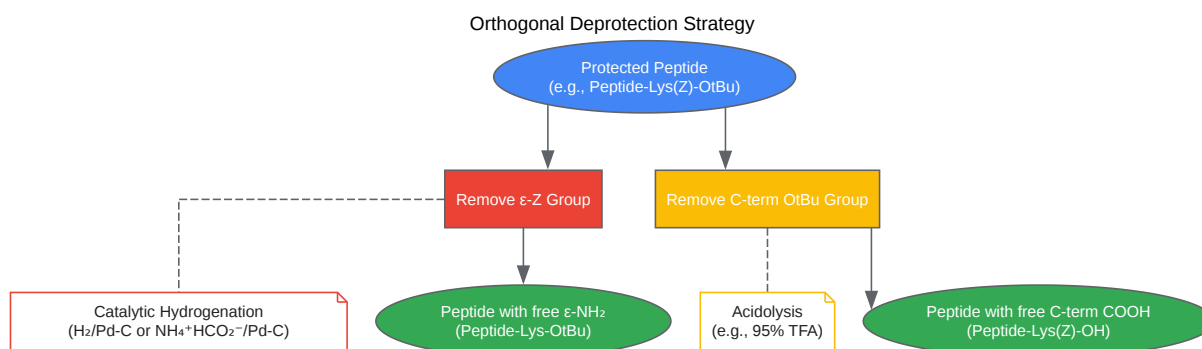 Orthogonal Deprotection Strategy
Protected Peptide
(e.g., Peptide-Lys(Z)-OtBu)
Remove ε-Z Group
Remove C-term OtBu Group
Catalytic Hydrogenation
(H₂/Pd-C or NH₄⁺HCO₂⁻/Pd-C)
Peptide with free ε-NH₂
(Peptide-Lys-OtBu)
Acidolysis
(e.g., 95% TFA)
Peptide with free C-term COOH
(Peptide-Lys(Z)-OH)